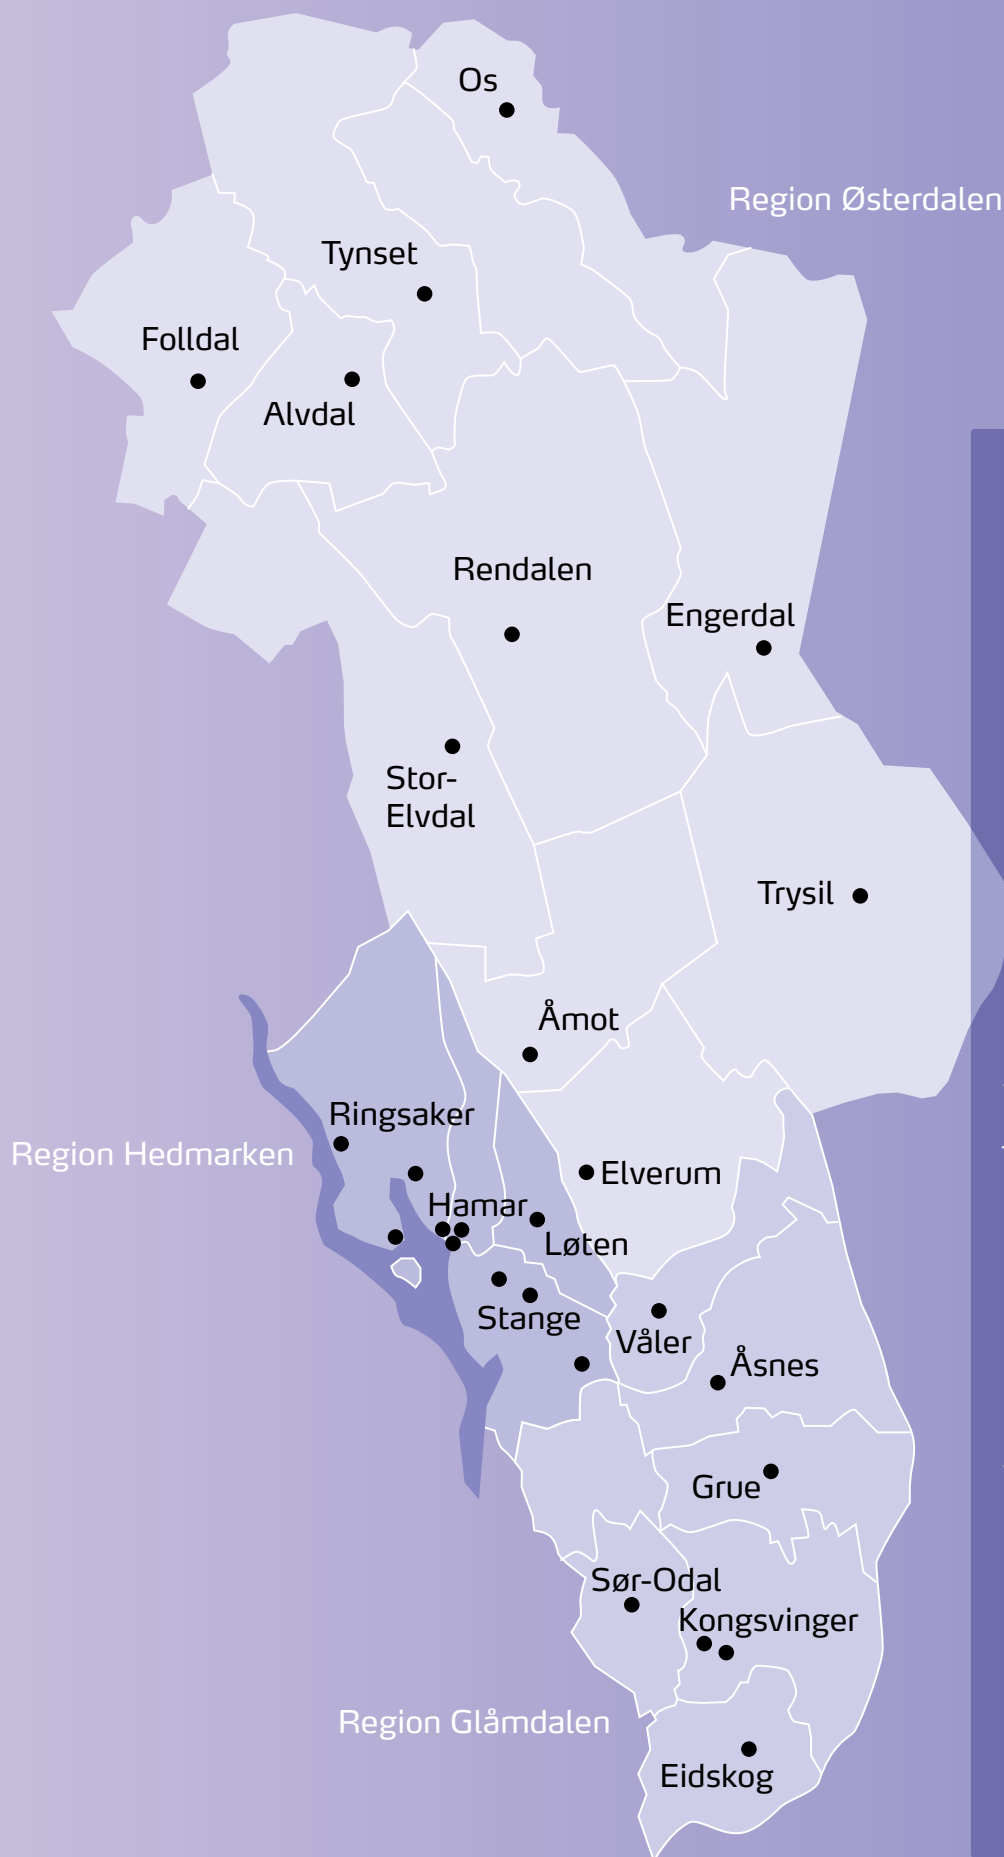 Os
Region Østerdalen
Tynset
Folldal
Alvdal
Rendalen
Engerdal
Stor-
Elvdal
Trysil
Åmot
Ringsaker
Region Hedmarken
Elverum
Hamar
Løten
Stange
Våler
Åsnes
Grue
Sør-Odal
Kongsvinger
Region Glåmdalen
Eidskog